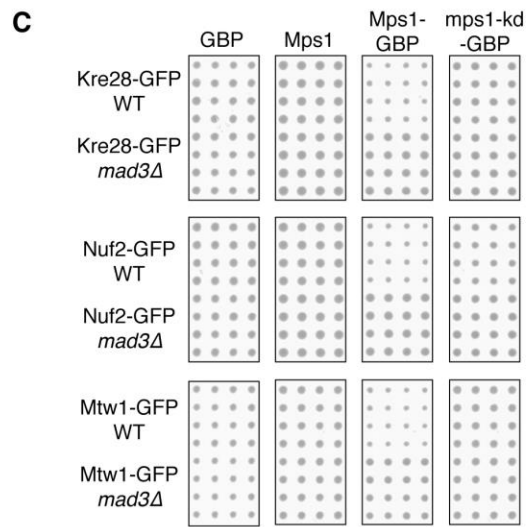 C
GBP Mps1 Mps1-GBP mps1-kd-GBP
Kre28-GFP
WT
Kre28-GFP
mad3Δ
Nuf2-GFP
WT
Nuf2-GFP
mad3Δ
Mtw1-GFP
WT
Mtw1-GFP
mad3Δ